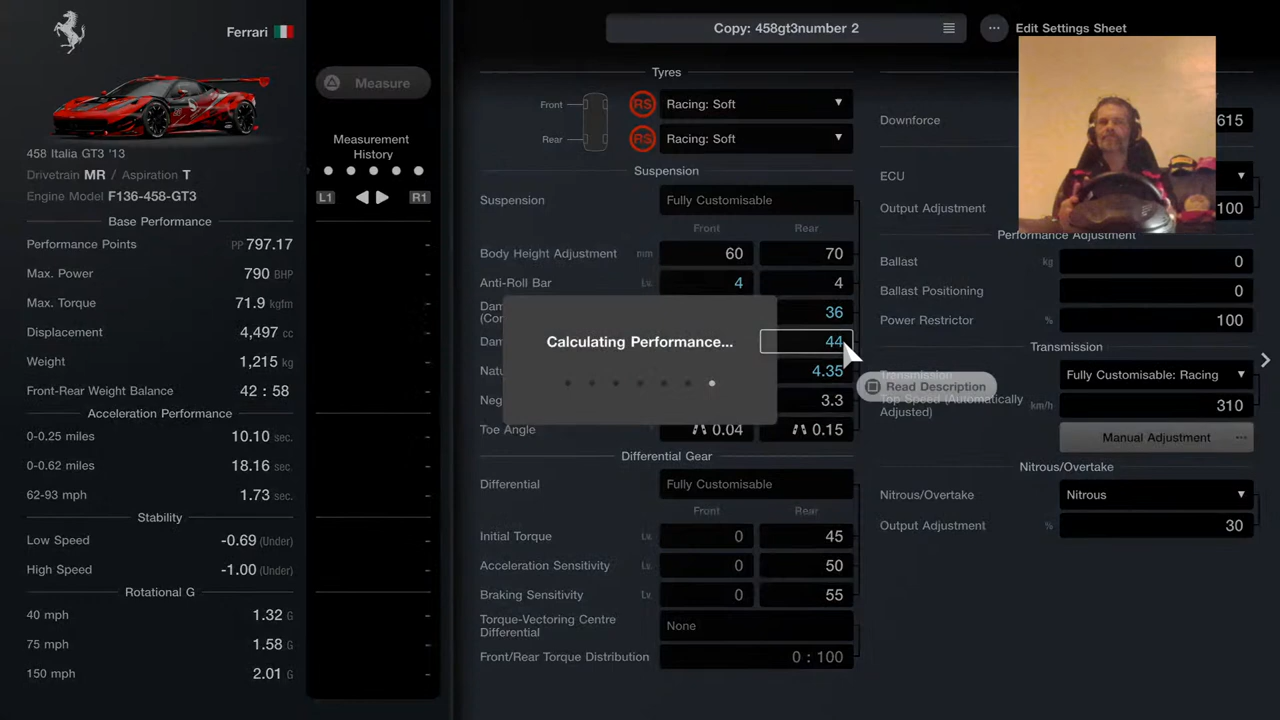 Ferrari
Copy: 458gt3number 2
Edit Settings Sheet
Measure
Measurement
History
L1
R1
458 Italia GT3 '13
Drivetrain MR / Aspiration T
Engine Model F136-458-GT3
Base Performance
Performance Points PP 797.17
Max. Power 790 BHP
Max. Torque 71.9 kgfm
Displacement 4,497 cc
Weight 1,215 kg
Front-Rear Weight Balance 42 : 58
Acceleration Performance
0-0.25 miles 10.10 sec.
0-0.62 miles 18.16 sec.
62-93 mph 1.73 sec.
Stability
Low Speed -0.69 (Under)
High Speed -1.00 (Under)
Rotational G
40 mph 1.32 G
75 mph 1.58 G
150 mph 2.01 G
Tyres
Front RS Racing: Soft
Rear RS Racing: Soft
Suspension
Suspension Fully Customisable
Front Rear
Body Height Adjustment mm 60 70
Anti-Roll Bar Lv. 4 4
Dam
(Cor 36
Dam 44
Natu 4.35
Neg 3.3
Toe Angle 0.04 0.15
Calculating Performance...
Read Description
Differential Gear
Differential Fully Customisable
Front Rear
Initial Torque Lv. 0 45
Acceleration Sensitivity Lv. 0 50
Braking Sensitivity Lv. 0 55
Torque-Vectoring Centre
Differential None
Front/Rear Torque Distribution 0 : 100
Downforce 615
ECU
Output Adjustment 100
Performance Adjustment
Ballast kg 0
Ballast Positioning 0
Power Restrictor % 100
Transmission
Transmission Fully Customisable: Racing
Top Speed (Automatically
Adjusted) km/h 310
Manual Adjustment
Nitrous/Overtake
Nitrous/Overtake Nitrous
Output Adjustment % 30